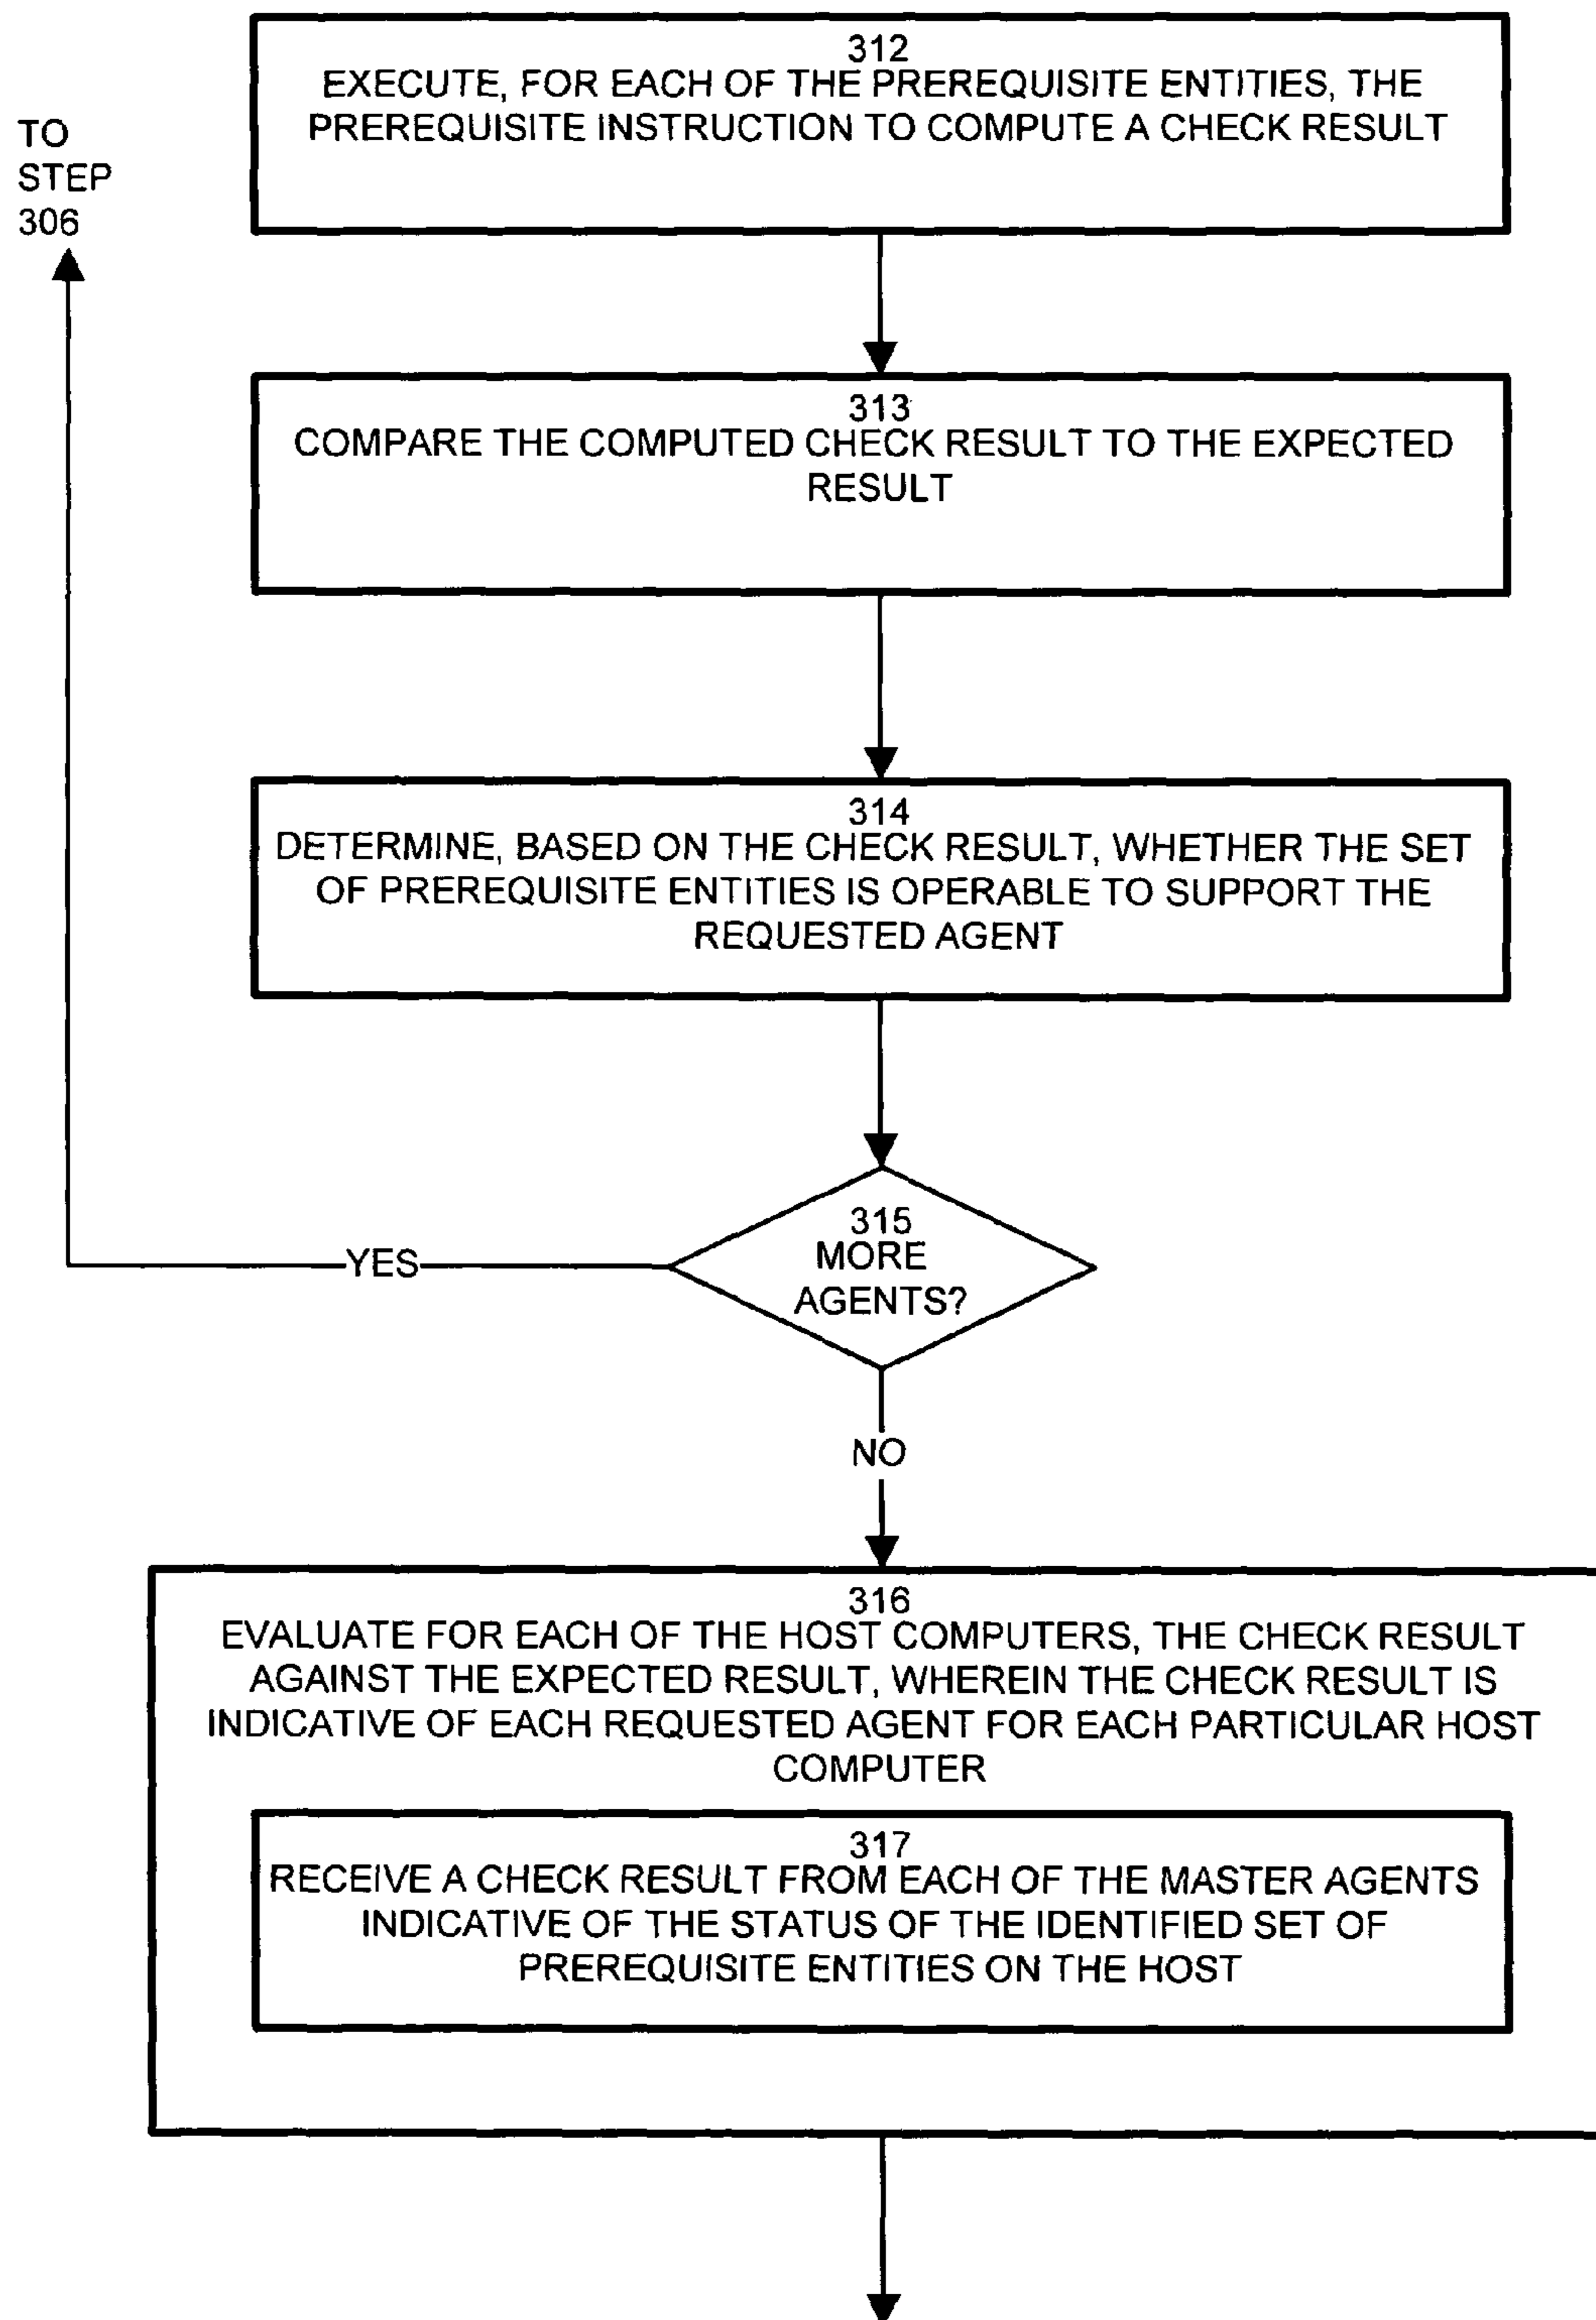 312
EXECUTE, FOR EACH OF THE PREREQUISITE ENTITIES, THE
PREREQUISITE INSTRUCTION TO COMPUTE A CHECK RESULT
TO
STEP
306
313
COMPARE THE COMPUTED CHECK RESULT TO THE EXPECTED
RESULT
314
DETERMINE, BASED ON THE CHECK RESULT, WHETHER THE SET
OF PREREQUISITE ENTITIES IS OPERABLE TO SUPPORT THE
REQUESTED AGENT
315
MORE
AGENTS?
YES
NO
316
EVALUATE FOR EACH OF THE HOST COMPUTERS, THE CHECK RESULT
AGAINST THE EXPECTED RESULT, WHEREIN THE CHECK RESULT IS
INDICATIVE OF EACH REQUESTED AGENT FOR EACH PARTICULAR HOST
COMPUTER
317
RECEIVE A CHECK RESULT FROM EACH OF THE MASTER AGENTS
INDICATIVE OF THE STATUS OF THE IDENTIFIED SET OF
PREREQUISITE ENTITIES ON THE HOST